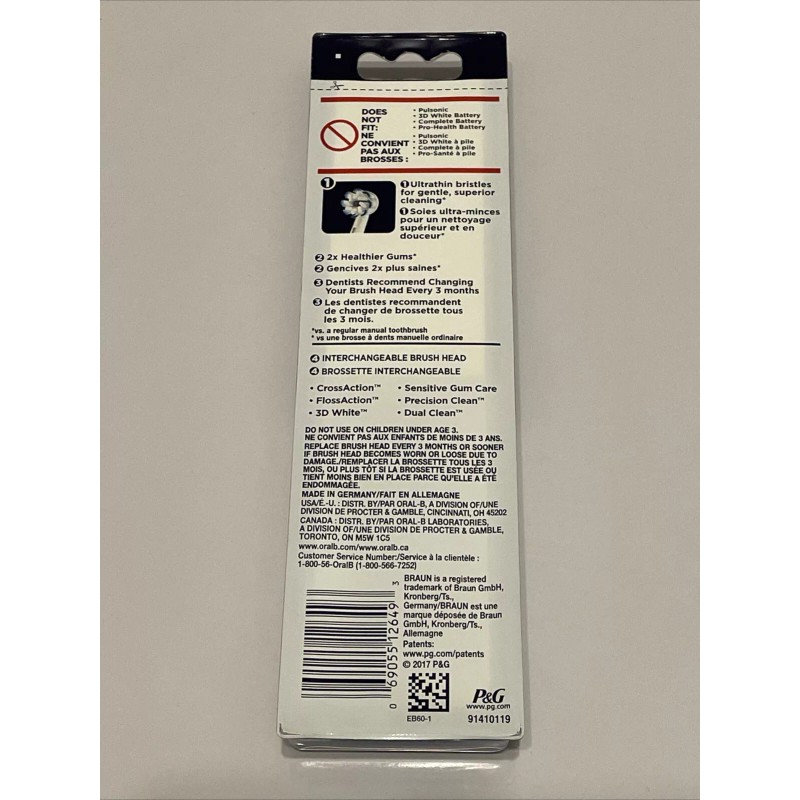 DOES
NOT
FIT:
NE
CONVIENT
PAS AUX
BROSSES :
• Pulsonic
• 3D White Battery
• Complete Battery
• Pro-Health Battery
• Pulsonic
• 3D White à pile
• Complete à pile
• Pro-Santé à pile
1
1 Ultrathin bristles
for gentle, superior
cleaning*
1 Soies ultra-minces
pour un nettoyage
supérieur et en
douceur*
2 2x Healthier Gums*
2 Gencives 2x plus saines*
3 Dentists Recommend Changing
Your Brush Head Every 3 months
3 Les dentistes recommandent
de changer de brossette tous
les 3 mois.
*vs. a regular manual toothbrush
* vs une brosse à dents manuelle ordinaire
4 INTERCHANGEABLE BRUSH HEAD
4 BROSSETTE INTERCHANGEABLE
• CrossAction™ • Sensitive Gum Care
• FlossAction™ • Precision Clean™
• 3D White™ • Dual Clean™
DO NOT USE ON CHILDREN UNDER AGE 3.
NE CONVIENT PAS AUX ENFANTS DE MOINS DE 3 ANS.
REPLACE BRUSH HEAD EVERY 3 MONTHS OR SOONER
IF BRUSH HEAD BECOMES WORN OR LOOSE DUE TO
DAMAGE./REMPLACER LA BROSSETTE TOUS LES 3
MOIS, OU PLUS TÔT SI LA BROSSETTE EST USÉE OU
TIENT MOINS BIEN EN PLACE PARCE QU'ELLE A ÉTÉ
ENDOMMAGÉE.
MADE IN GERMANY/FAIT EN ALLEMAGNE
USA/É.-U. : DISTR. BY/PAR ORAL-B, A DIVISION OF/UNE
DIVISION DE PROCTER & GAMBLE, CINCINNATI, OH 45202
CANADA : DISTR. BY/PAR ORAL-B LABORATORIES,
A DIVISION OF/UNE DIVISION DE PROCTER & GAMBLE,
TORONTO, ON M5W 1C5
www.oralb.com/www.oralb.ca
Customer Service Number:/Service à la clientèle :
1-800-56-OralB (1-800-566-7252)
BRAUN is a registered
trademark of Braun GmbH,
Kronberg/Ts.,
Germany/BRAUN est une
marque déposée de Braun
GmbH, Kronberg/Ts.,
Allemagne
Patents:
www.pg.com/patents
© 2017 P&G
0 69055 12649 3
EB60-1
P&G
www.pg.com
91410119